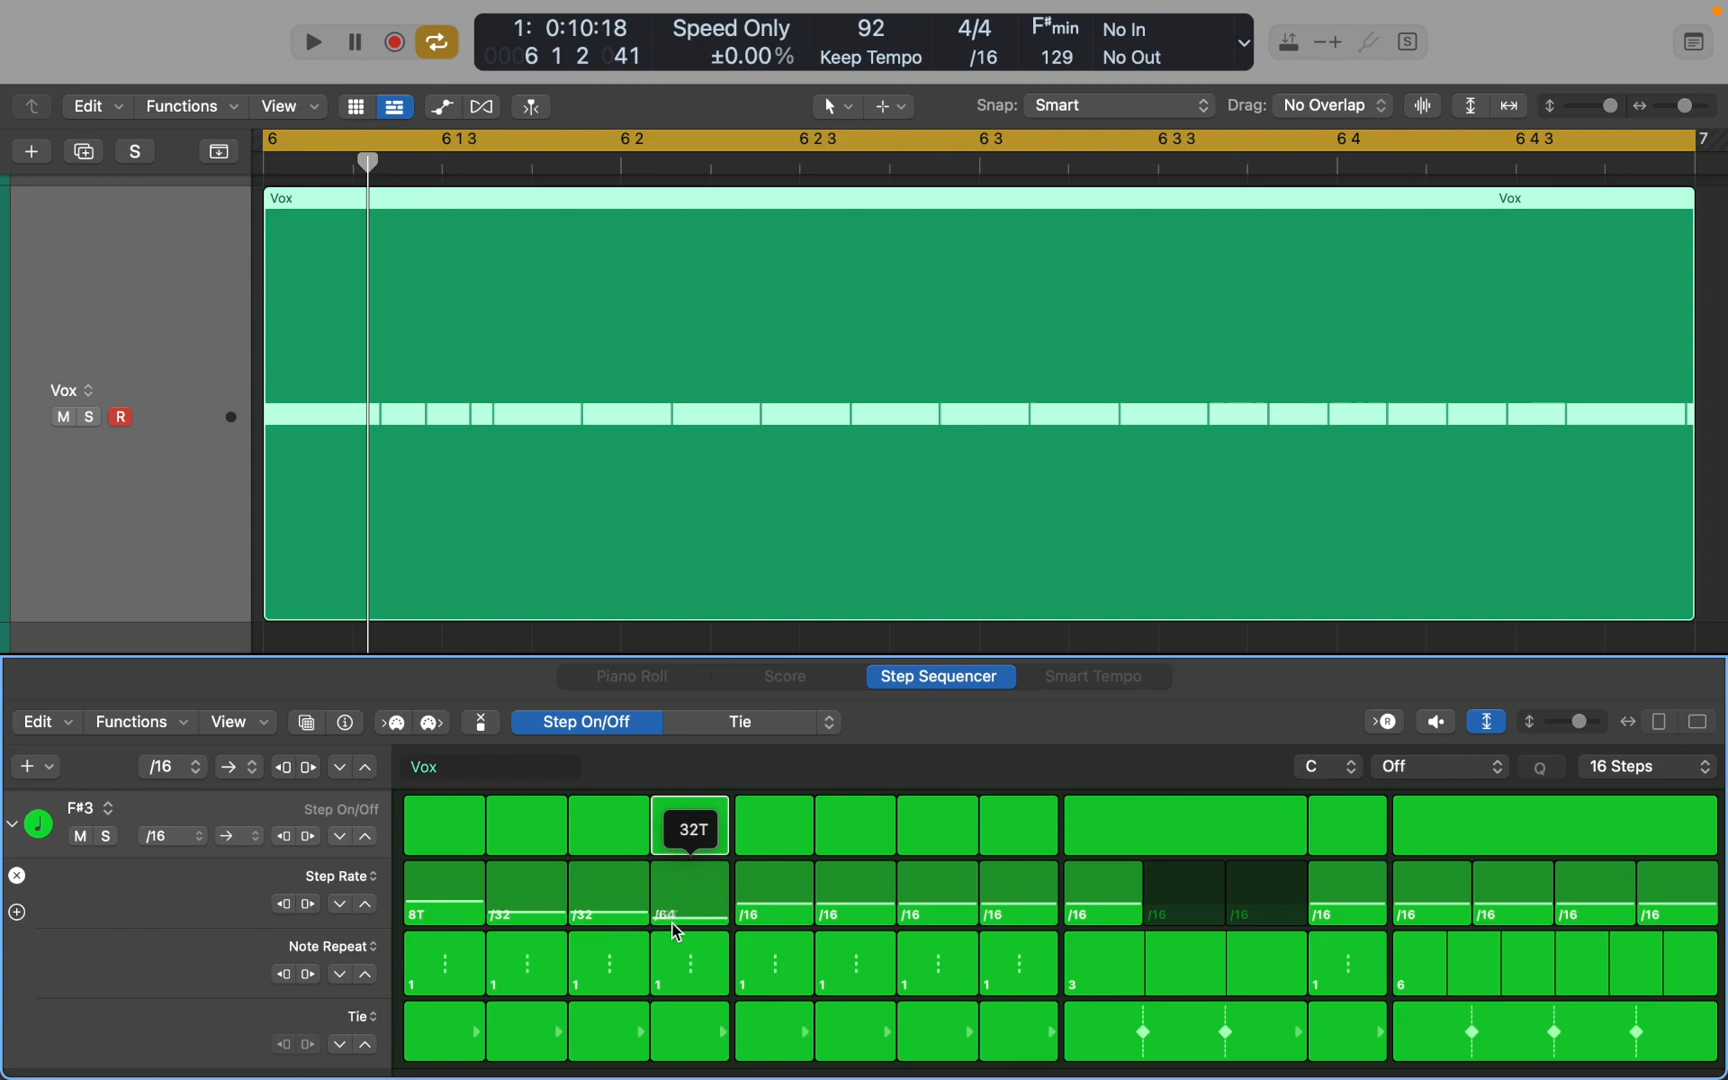 1: 0:10:18
0006 1 2 041
Speed Only
±0.00%
92
Keep Tempo
4/4
/16
F#min
129
No In
No Out
S
Edit Functions View
Snap: Smart
Drag: No Overlap
S
6 6 1 3 6 2 6 2 3 6 3 6 3 3 6 4 6 4 3 7
Vox Vox
Vox
M S R
Piano Roll Score Step Sequencer Smart Tempo
Edit Functions View
Step On/Off Tie
R
/16
Vox
C Off Q 16 Steps
F#3 Step On/Off
M S /16
32T
Step Rate
8T /32 /32 /64 /16 /16 /16 /16 /16 /16 /16 /16 /16 /16 /16 /16
Note Repeat
1 1 1 1 1 1 1 1 3 1 6
Tie